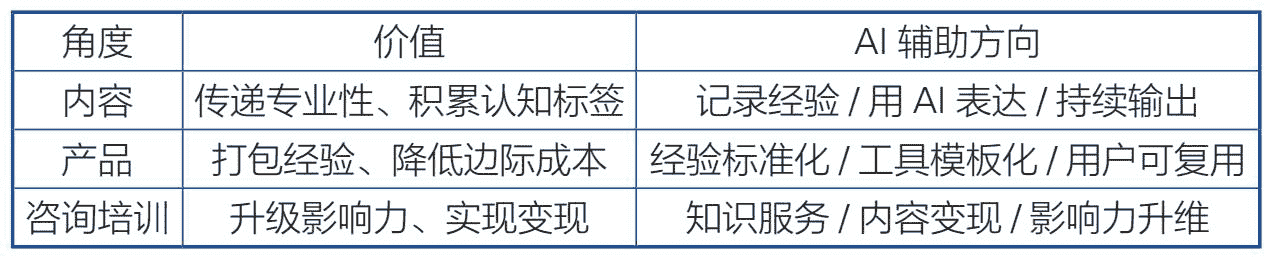 角度 价值 AI 辅助方向
内容 传递专业性、积累认知标签 记录经验 / 用 AI 表达 / 持续输出
产品 打包经验、降低边际成本 经验标准化 / 工具模板化 / 用户可复用
咨询培训 升级影响力、实现变现 知识服务 / 内容变现 / 影响力升维